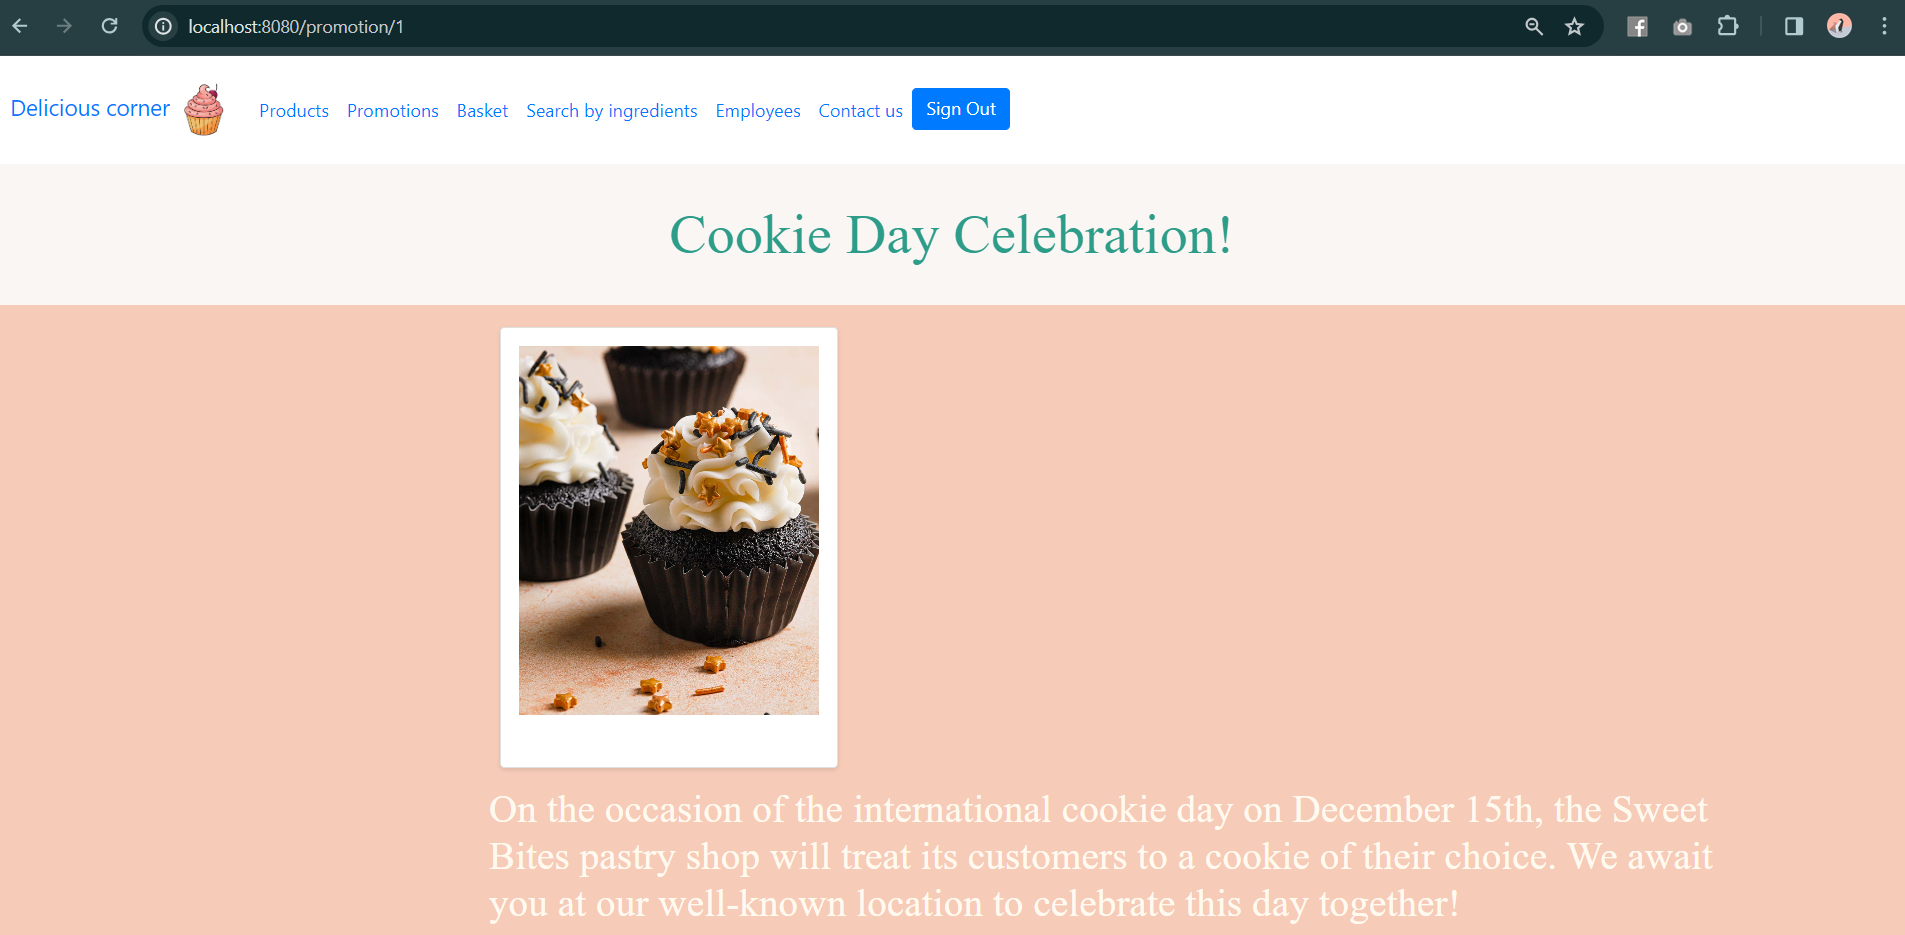 localhost:8080/promotion/1
Delicious corner Products Promotions Basket Search by ingredients Employees Contact us Sign Out
Cookie Day Celebration!
On the occasion of the international cookie day on December 15th, the Sweet
Bites pastry shop will treat its customers to a cookie of their choice. We await
you at our well-known location to celebrate this day together!